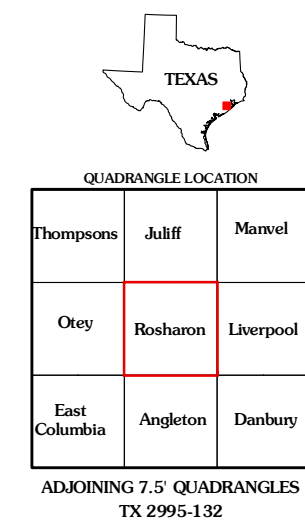 TEXAS
QUADRANGLE LOCATION
Thompsons
Juliff
Manvel
Otey
Rosharon
Liverpool
East
Columbia
Angleton
Danbury
ADJOINING 7.5' QUADRANGLES
TX 2995-132